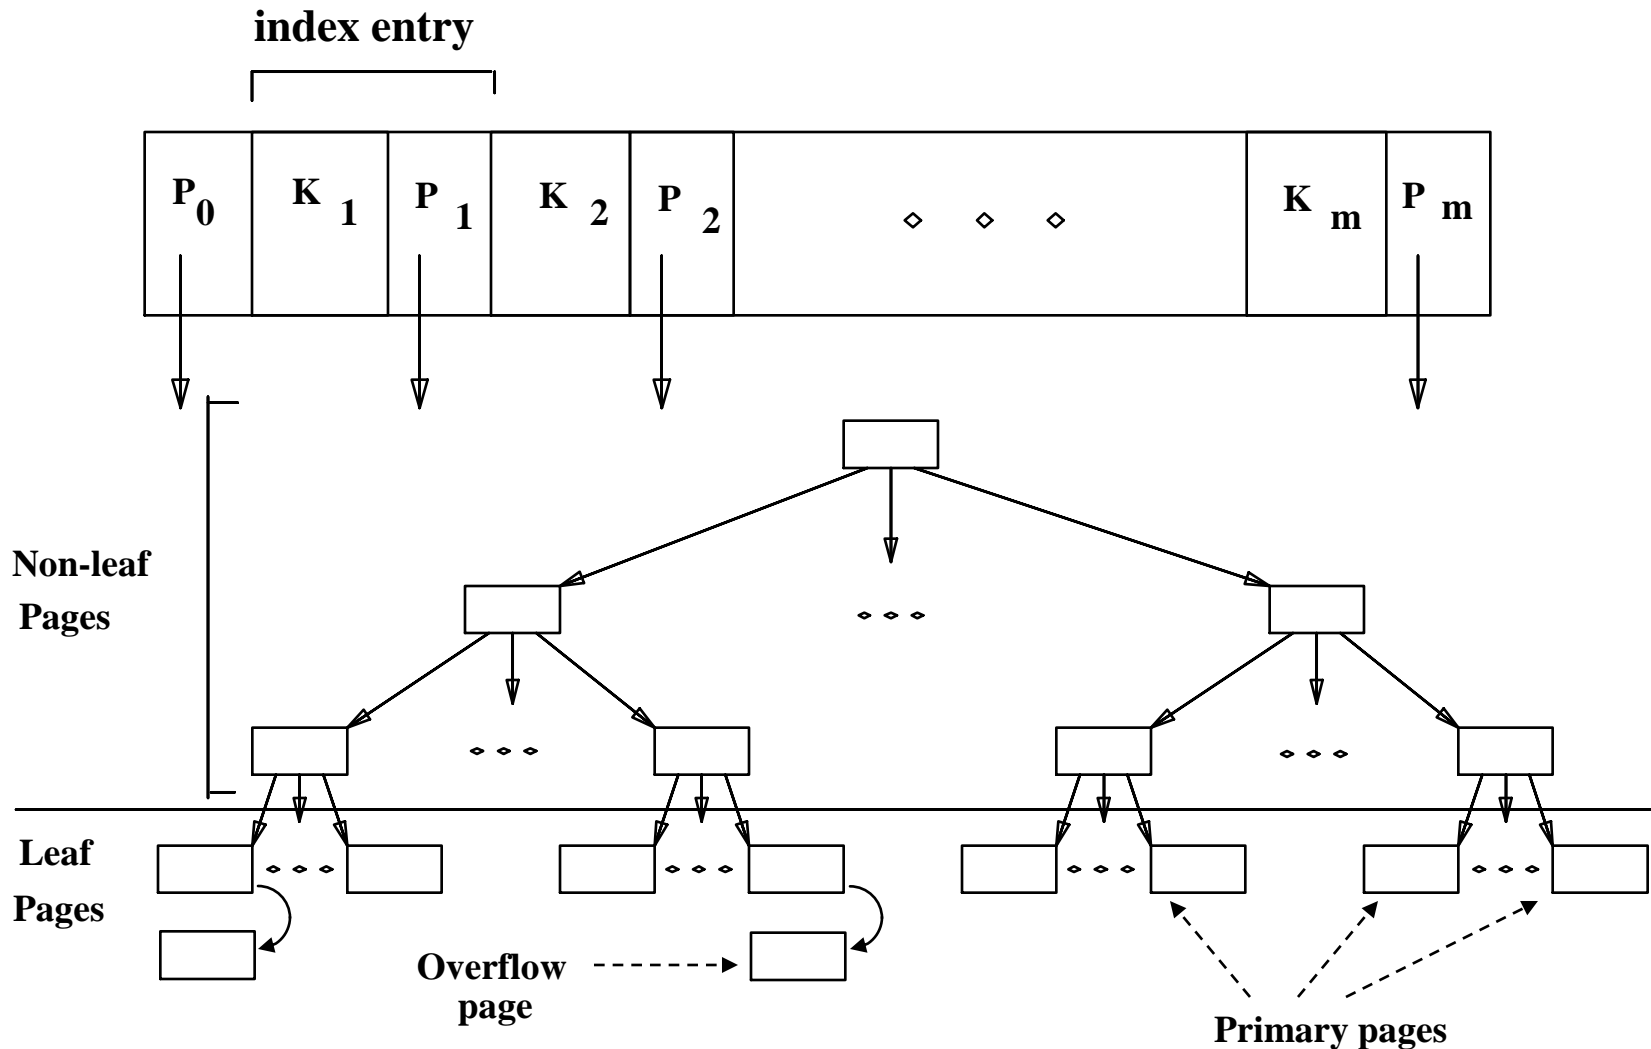 index entry
P0 K1 P1 K2 P2 Km Pm
Non-leaf
Pages
Leaf
Pages
Overflow
page
Primary pages